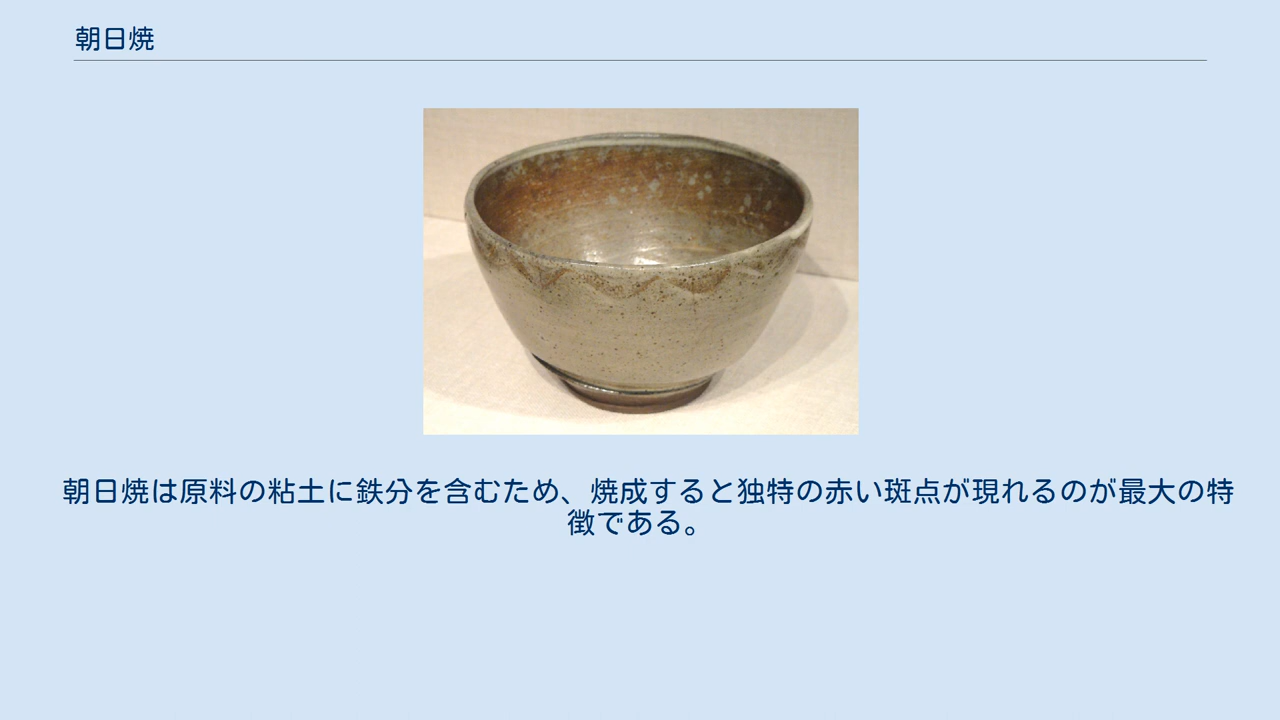 朝日焼
朝日焼は原料の粘土に鉄分を含むため、焼成すると独特の赤い斑点が現れるのが最大の特
徴である。